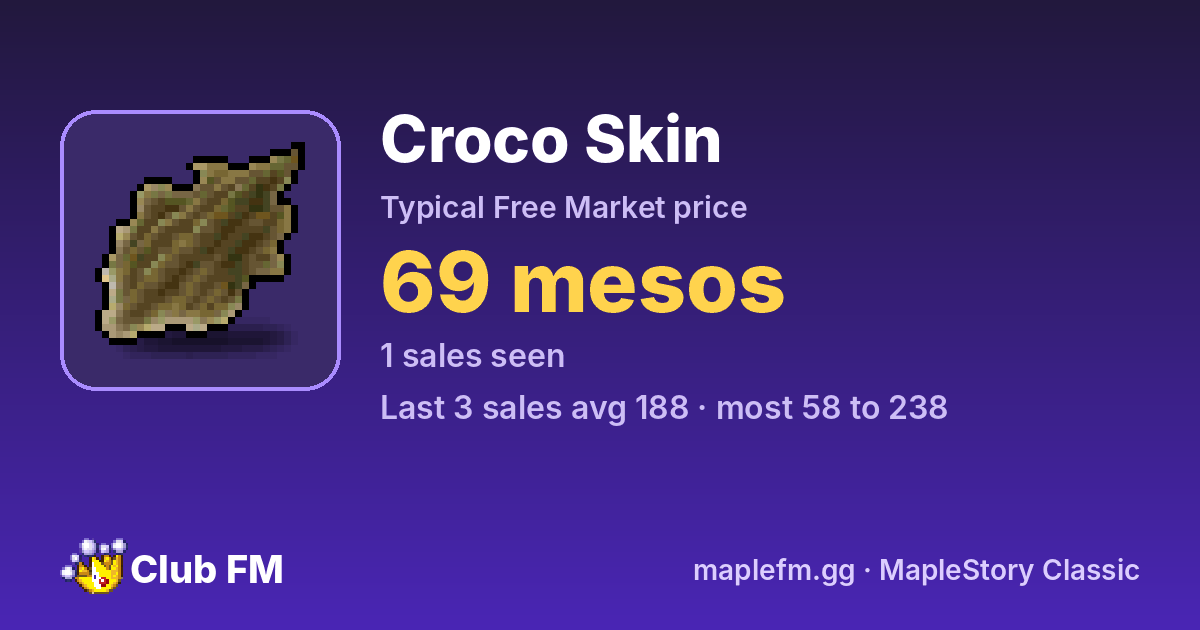 Croco Skin
Typical Free Market price
69 mesos
1 sales seen
Last 3 sales avg 188 · most 58 to 238
Club FM
maplefm.gg · MapleStory Classic